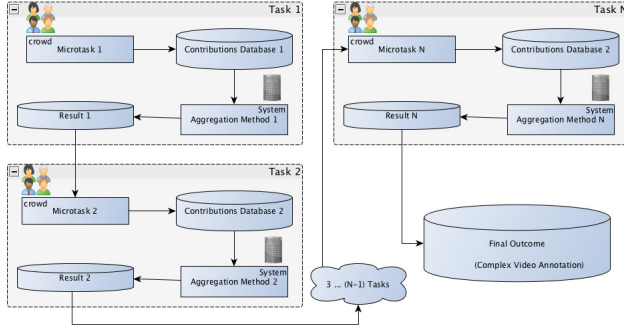 Task 1
crowd
Microtask 1
Contributions Database 1
System
Aggregation Method 1
Result 1
Task 2
crowd
Microtask 2
Contributions Database 2
System
Aggregation Method 2
Result 2
3 ... (N-1) Tasks
Task N
crowd
Microtask N
Contributions Database 2
System
Aggregation Method N
Result N
Final Outcome
(Complex Video Annotation)